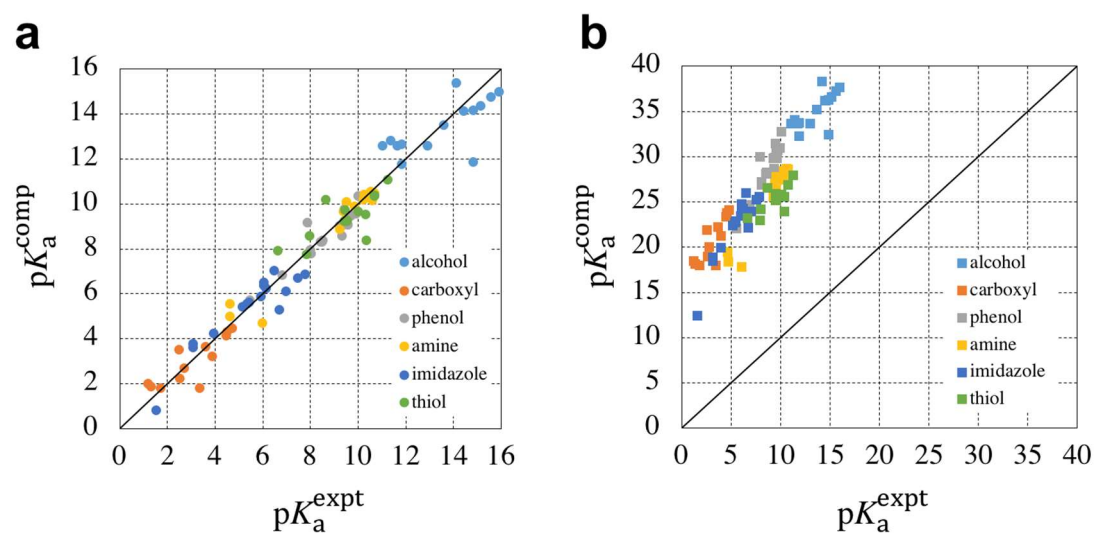 a
pKₐᶜᵒᵐᵖ
16
14
12
10
8
6
4
2
0
alcohol
carboxyl
phenol
amine
imidazole
thiol
0 2 4 6 8 10 12 14 16
pKₐᵉˣᵖᵗ
b
pKₐᶜᵒᵐᵖ
40
35
30
25
20
15
10
5
0
alcohol
carboxyl
phenol
amine
imidazole
thiol
0 5 10 15 20 25 30 35 40
pKₐᵉˣᵖᵗ